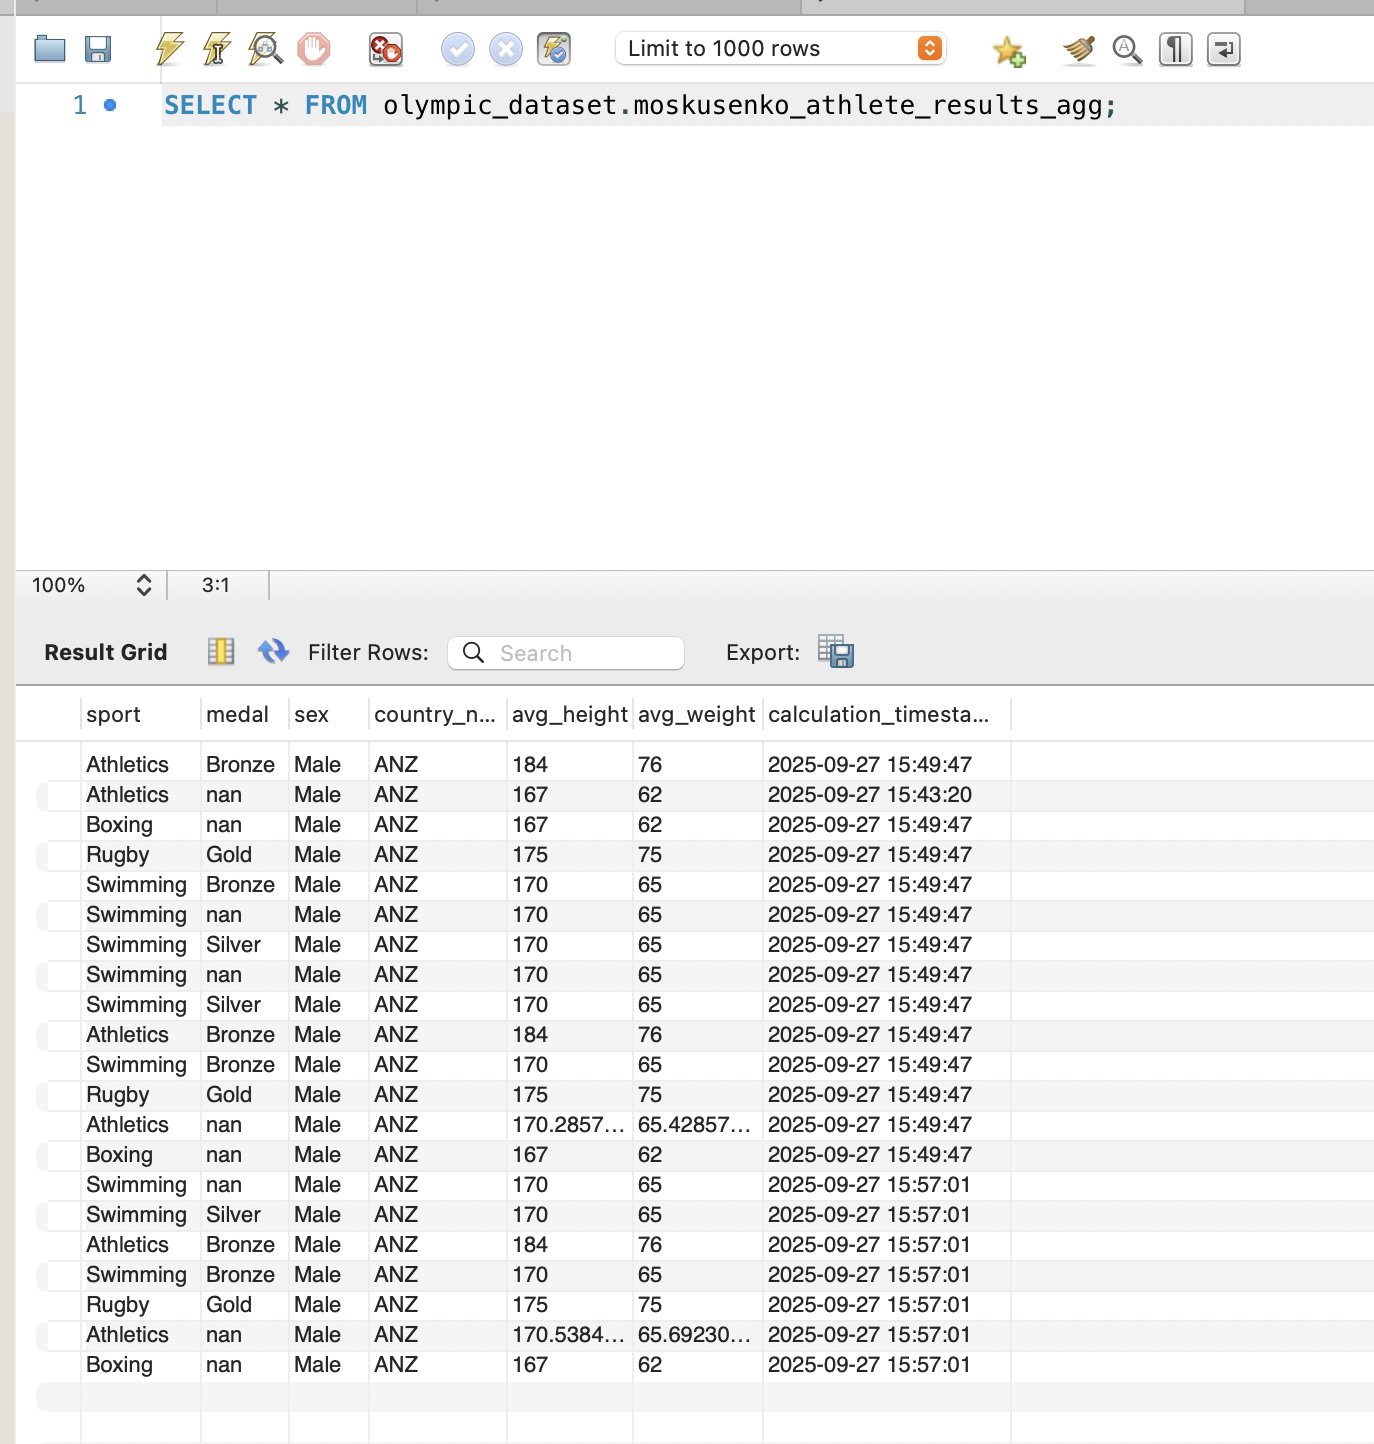 Limit to 1000 rows
1 SELECT * FROM olympic_dataset.moskusenko_athlete_results_agg;
100% 3:1
Result Grid Filter Rows: Search Export:
sport medal sex country_n... avg_height avg_weight calculation_timesta...
Athletics Bronze Male ANZ 184 76 2025-09-27 15:49:47
Athletics nan Male ANZ 167 62 2025-09-27 15:43:20
Boxing nan Male ANZ 167 62 2025-09-27 15:49:47
Rugby Gold Male ANZ 175 75 2025-09-27 15:49:47
Swimming Bronze Male ANZ 170 65 2025-09-27 15:49:47
Swimming nan Male ANZ 170 65 2025-09-27 15:49:47
Swimming Silver Male ANZ 170 65 2025-09-27 15:49:47
Swimming nan Male ANZ 170 65 2025-09-27 15:49:47
Swimming Silver Male ANZ 170 65 2025-09-27 15:49:47
Athletics Bronze Male ANZ 184 76 2025-09-27 15:49:47
Swimming Bronze Male ANZ 170 65 2025-09-27 15:49:47
Rugby Gold Male ANZ 175 75 2025-09-27 15:49:47
Athletics nan Male ANZ 170.2857... 65.42857... 2025-09-27 15:49:47
Boxing nan Male ANZ 167 62 2025-09-27 15:49:47
Swimming nan Male ANZ 170 65 2025-09-27 15:57:01
Swimming Silver Male ANZ 170 65 2025-09-27 15:57:01
Athletics Bronze Male ANZ 184 76 2025-09-27 15:57:01
Swimming Bronze Male ANZ 170 65 2025-09-27 15:57:01
Rugby Gold Male ANZ 175 75 2025-09-27 15:57:01
Athletics nan Male ANZ 170.5384... 65.69230... 2025-09-27 15:57:01
Boxing nan Male ANZ 167 62 2025-09-27 15:57:01